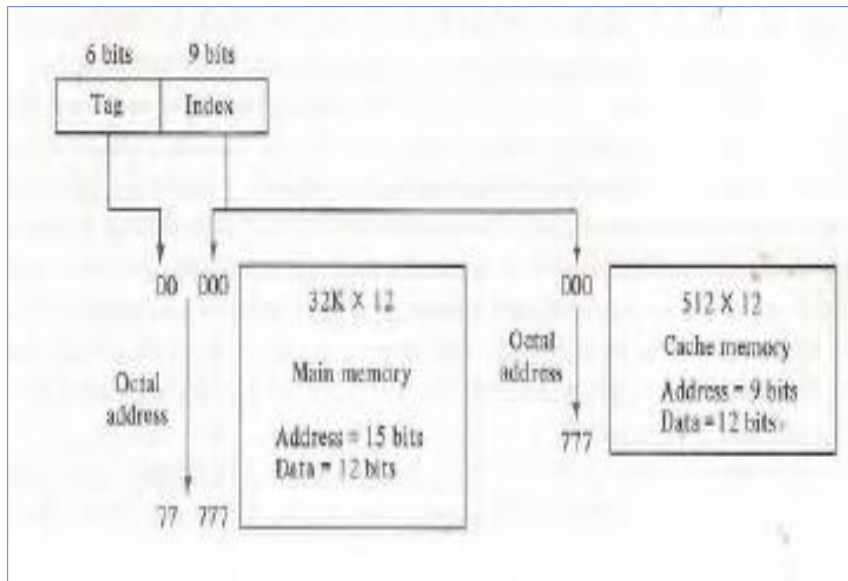 6 bits 9 bits
Tag Index
00 000
Octal
address
77 777
32K X 12
Main memory
Address = 15 bits
Data = 12 bits
000
Octal
address
777
512 X 12
Cache memory
Address = 9 bits
Data = 12 bits